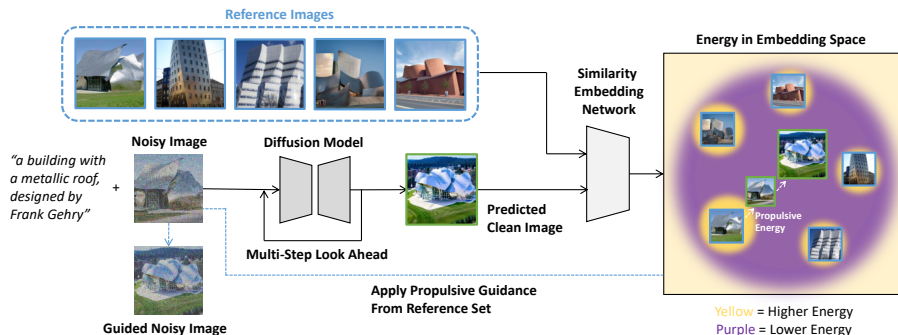 Reference Images
Energy in Embedding Space
Similarity
Embedding
Network
Noisy Image
Diffusion Model
"a building with
a metallic roof,
designed by
Frank Gehry"
+
Predicted
Clean Image
Propulsive
Energy
Multi-Step Look Ahead
Apply Propulsive Guidance
From Reference Set
Guided Noisy Image
Yellow = Higher Energy
Purple = Lower Energy